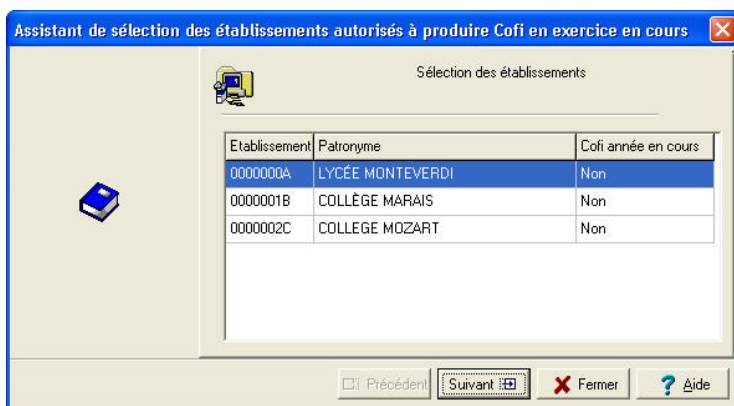 Assistant de sélection des établissements autorisés à produire Cofi en exercice en cours
Sélection des établissements
Etablissement Patronyme Cofi année en cours
0000000A LYCÉE MONTEVERDI Non
0000001B COLLÈGE MARAIS Non
0000002C COLLEGE MOZART Non
Précédent Suivant Fermer Aide